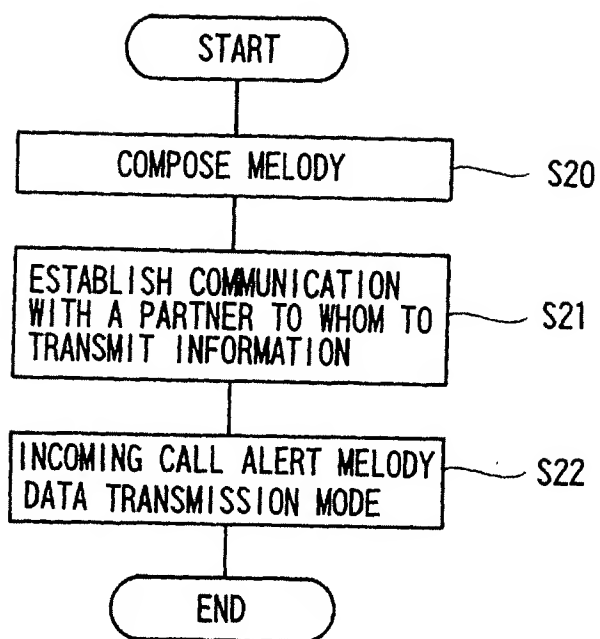 START
COMPOSE MELODY
S20
ESTABLISH COMMUNICATION
WITH A PARTNER TO WHOM TO
TRANSMIT INFORMATION
S21
INCOMING CALL ALERT MELODY
DATA TRANSMISSION MODE
S22
END